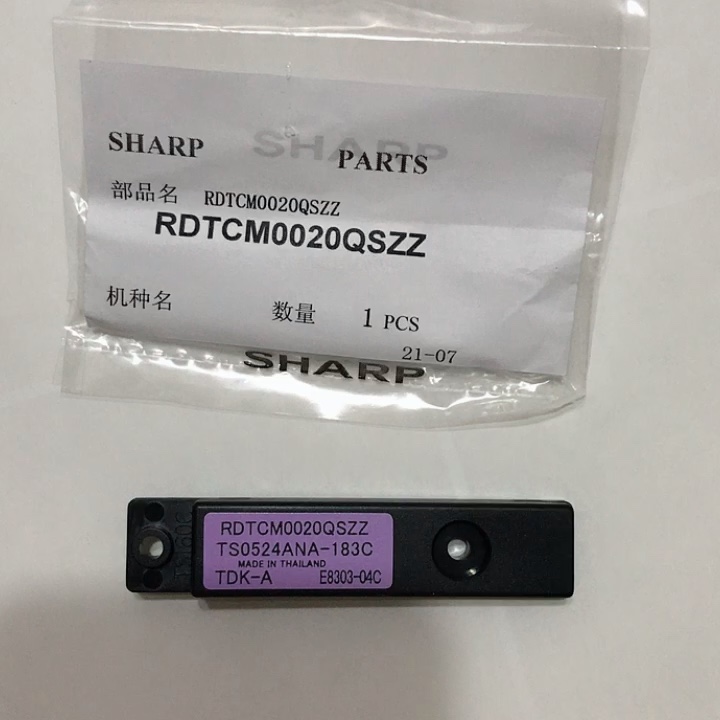 SHARP
SHARP PARTS
部品名 RDTCM0020QSZZ
RDTCM0020QSZZ
机种名 数量 1 PCS
21-07
SHARP
RDTCM0020QSZZ
TS0524ANA-183C
MADE IN THAILAND
TDK-A E8303-04C